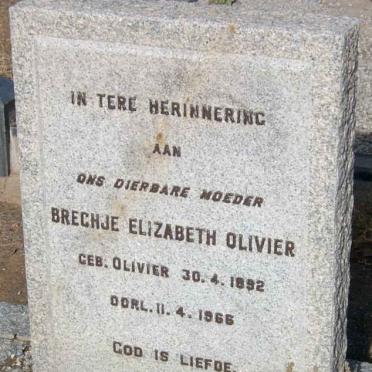 IN TERE HERINNERING
AAN
ONS DIERBARE MOEDER
BRECHJE ELIZABETH OLIVIER
GEB. OLIVIER 30. 4. 1892
OORL. 11. 4. 1966
GOD IS LIEFDE.